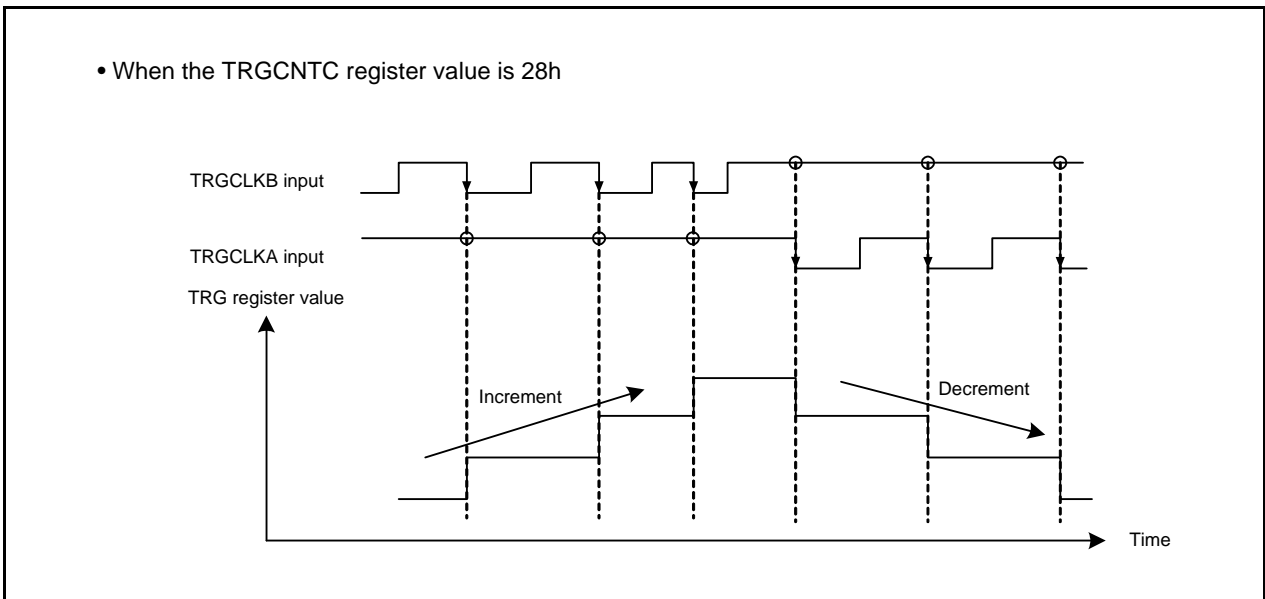 • When the TRGCNTC register value is 28h
TRGCLKB input
TRGCLKA input
TRG register value
Increment
Decrement
Time